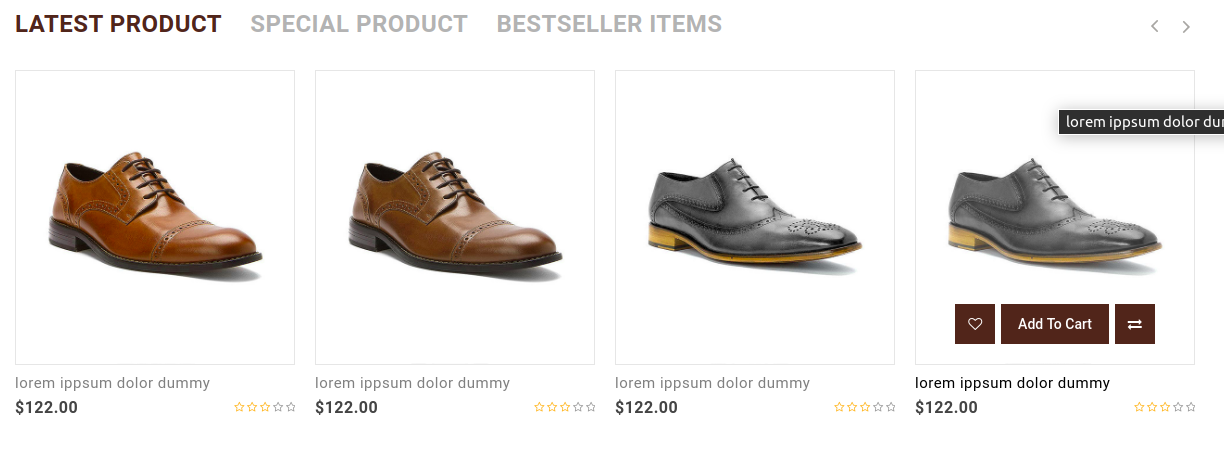 LATEST PRODUCT SPECIAL PRODUCT BESTSELLER ITEMS
lorem ippsum dolor
Add To Cart
lorem ippsum dolor dummy lorem ippsum dolor dummy lorem ippsum dolor dummy lorem ippsum dolor dummy
$122.00 $122.00 $122.00 $122.00